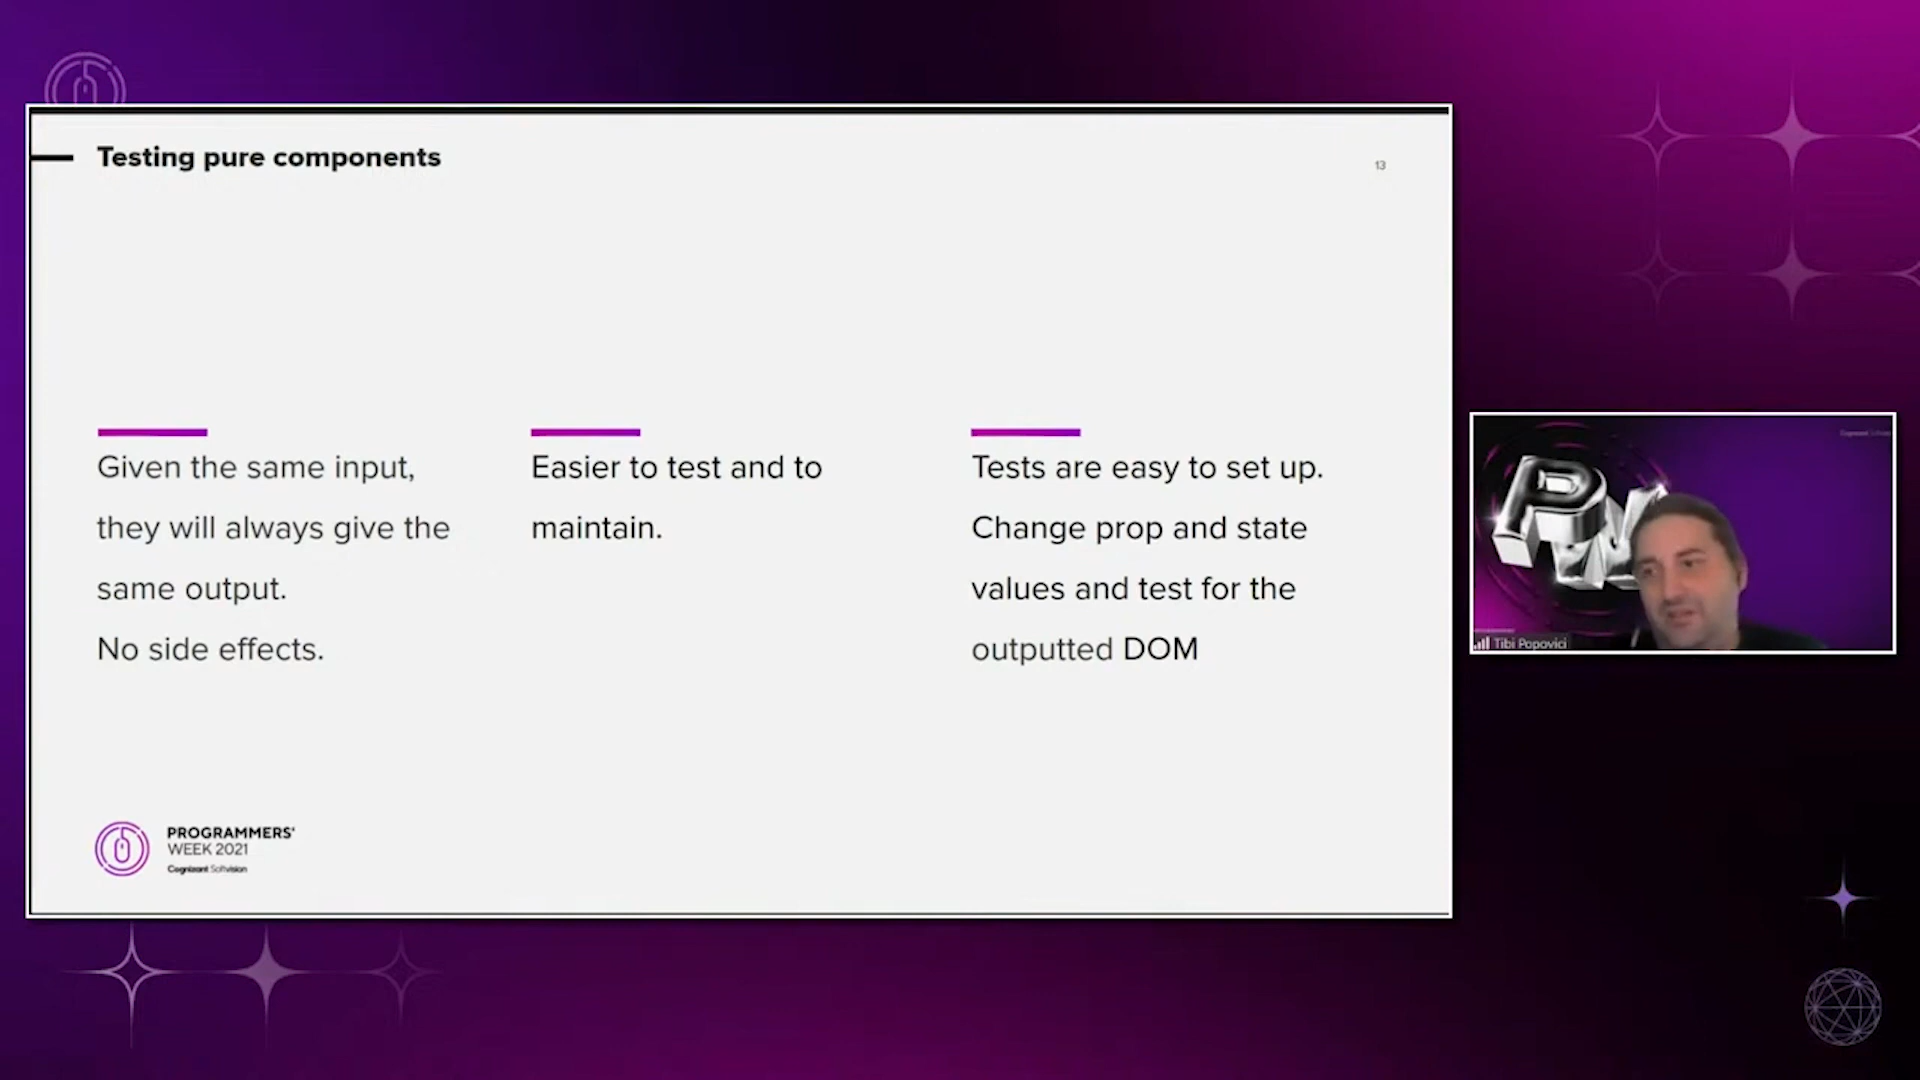 Testing pure components
13
Given the same input,
they will always give the
same output.
No side effects.
Easier to test and to
maintain.
Tests are easy to set up.
Change prop and state
values and test for the
outputted DOM
PROGRAMMERS'
WEEK 2021
Cognizant Softvision
PW
Tibi Popovici